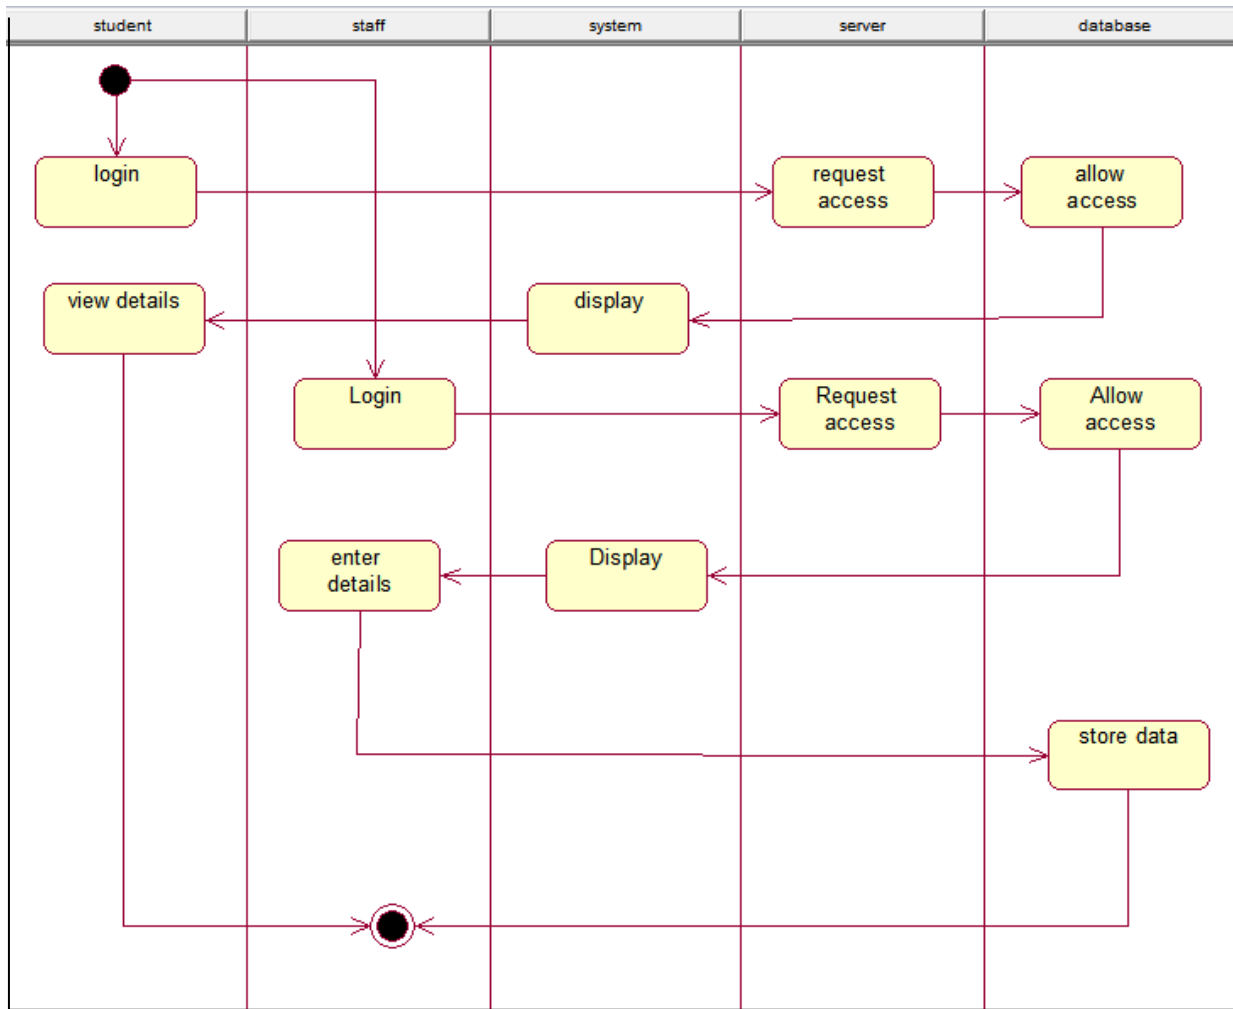 student
staff
system
server
database
login
request
access
allow
access
view details
display
Login
Request
access
Allow
access
enter
details
Display
store data